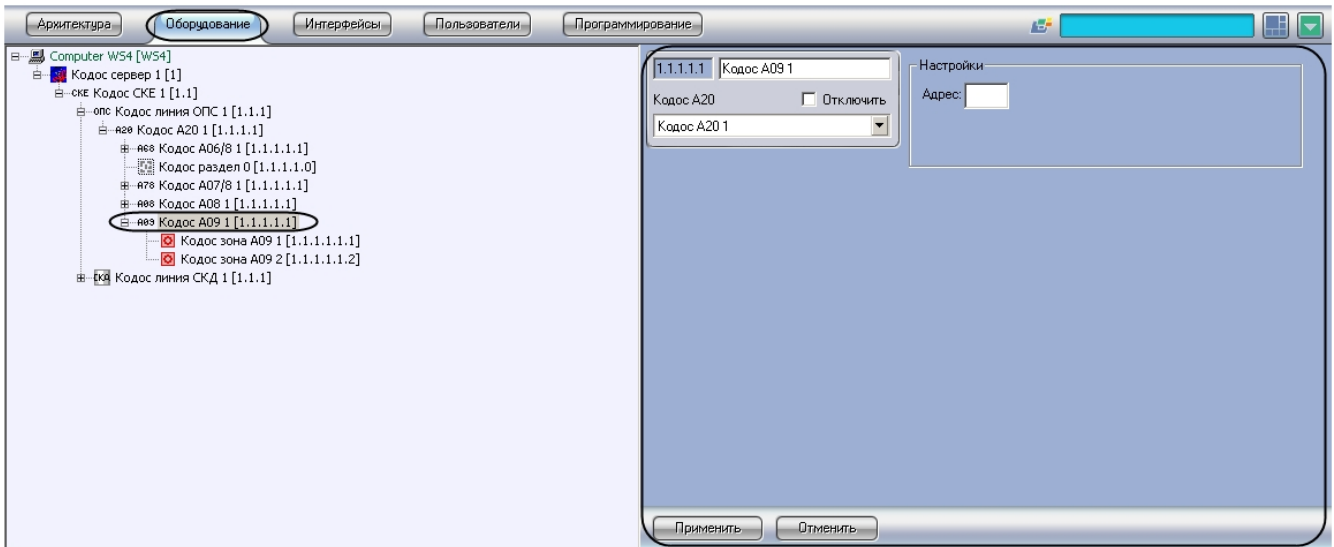 Архитектура Оборудование Интерфейсы Пользователи Программирование
Computer WS4 [WS4]
Кодос сервер 1 [1]
СКЕ Кодос СКЕ 1 [1.1]
опс Кодос линия ОПС 1 [1.1.1]
А20 Кодос А20 1 [1.1.1.1]
А68 Кодос А06/8 1 [1.1.1.1.1]
Кодос раздел 0 [1.1.1.1.0]
А78 Кодос А07/8 1 [1.1.1.1.1]
А08 Кодос А08 1 [1.1.1.1.1]
А09 Кодос А09 1 [1.1.1.1.1]
Кодос зона А09 1 [1.1.1.1.1.1]
Кодос зона А09 2 [1.1.1.1.1.2]
СКД Кодос линия СКД 1 [1.1.1]
1.1.1.1.1 Кодос А09 1
Кодос А20 Отключить
Кодос А20 1
Настройки
Адрес:
Применить Отменить